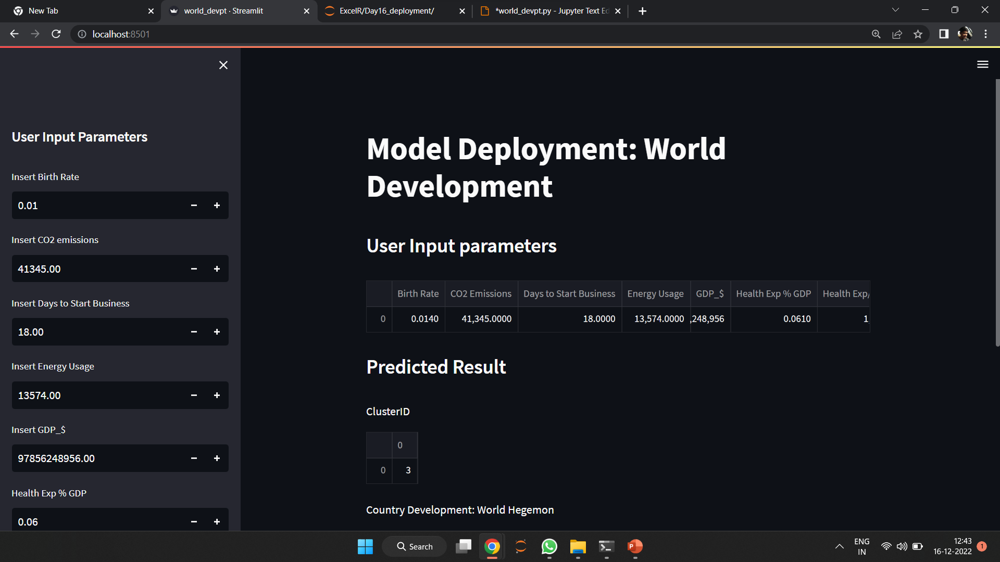 New Tab
world_devpt · Streamlit
ExcelR/Day16_deployment/
*world_devpt.py - Jupyter Text Ed
localhost:8501
User Input Parameters
Insert Birth Rate
0.01
Insert CO2 emissions
41345.00
Insert Days to Start Business
18.00
Insert Energy Usage
13574.00
Insert GDP_$
97856248956.00
Health Exp % GDP
0.06
Model Deployment: World
Development
User Input parameters
Birth Rate CO2 Emissions Days to Start Business Energy Usage GDP_$ Health Exp % GDP Health Exp/
0 0.0140 41,345.0000 18.0000 13,574.0000 ,248,956 0.0610 1,
Predicted Result
ClusterID
0
0 3
Country Development: World Hegemon
Search
P
ENG
IN
12:43
16-12-2022
1